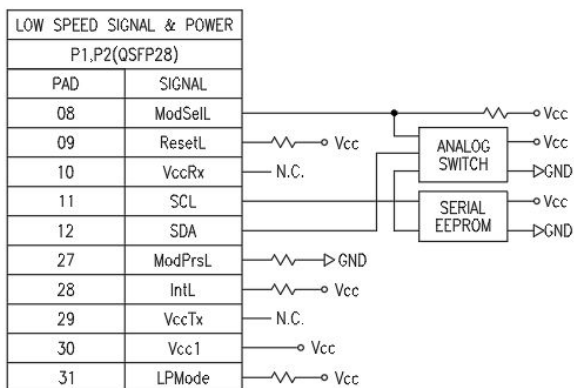 LOW SPEED SIGNAL & POWER
P1,P2(QSFP28)
PAD SIGNAL
08 ModSelL Vcc
09 ResetL Vcc ANALOG SWITCH Vcc
10 VccRx N.C. GND
11 SCL SERIAL EEPROM Vcc
12 SDA GND
27 ModPrsL GND
28 IntL Vcc
29 VccTx N.C.
30 Vcc1 Vcc
31 LPMode Vcc